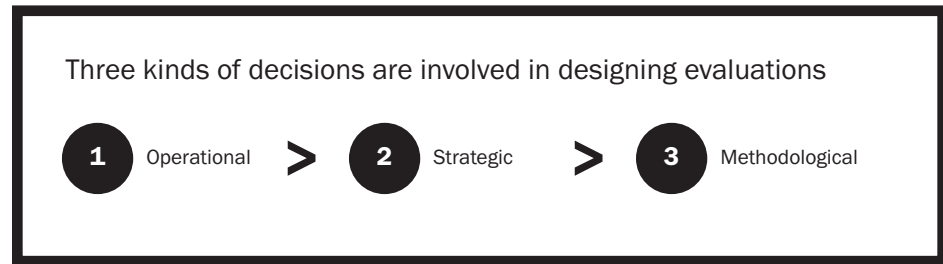 Three kinds of decisions are involved in designing evaluations
1 Operational > 2 Strategic > 3 Methodological